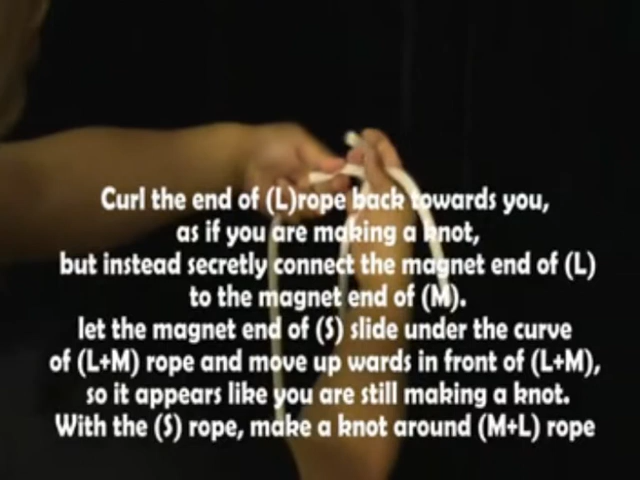 Curl the end of (L)rope back towards you,
as if you are making a knot,
but instead secretly connect the magnet end of (L)
to the magnet end of (M).
let the magnet end of (S) slide under the curve
of (L+M) rope and move up wards in front of (L+M),
so it appears like you are still making a knot.
With the (S) rope, make a knot around (M+L) rope